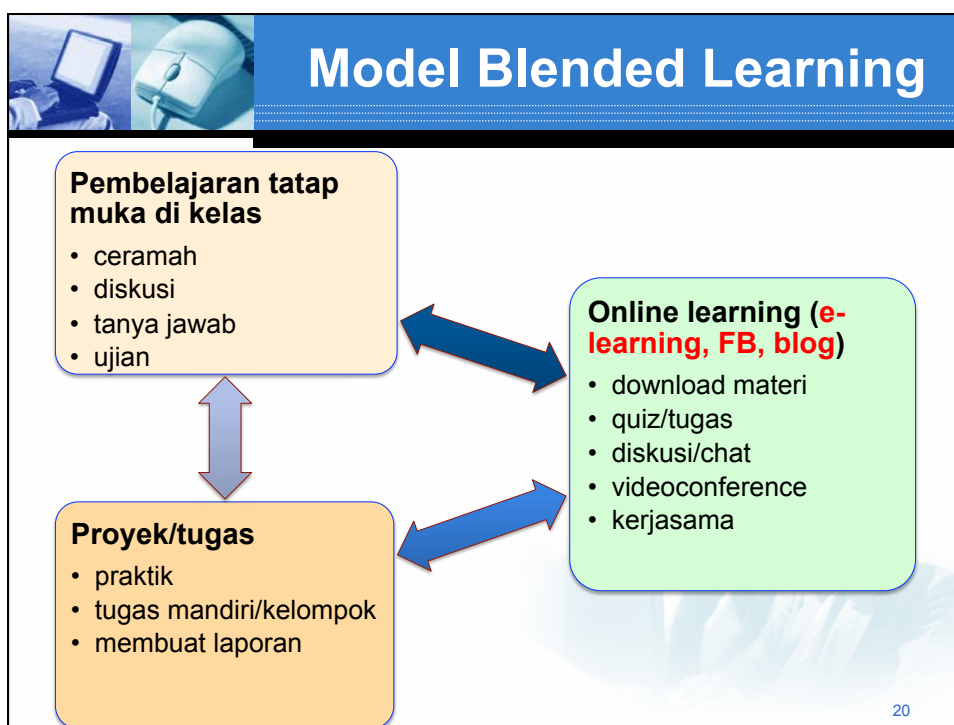 Model Blended Learning
Pembelajaran tatap
muka di kelas
• ceramah
• diskusi
• tanya jawab
• ujian
Online learning (e-
learning, FB, blog)
• download materi
• quiz/tugas
• diskusi/chat
• videoconference
• kerjasama
Proyek/tugas
• praktik
• tugas mandiri/kelompok
• membuat laporan
20